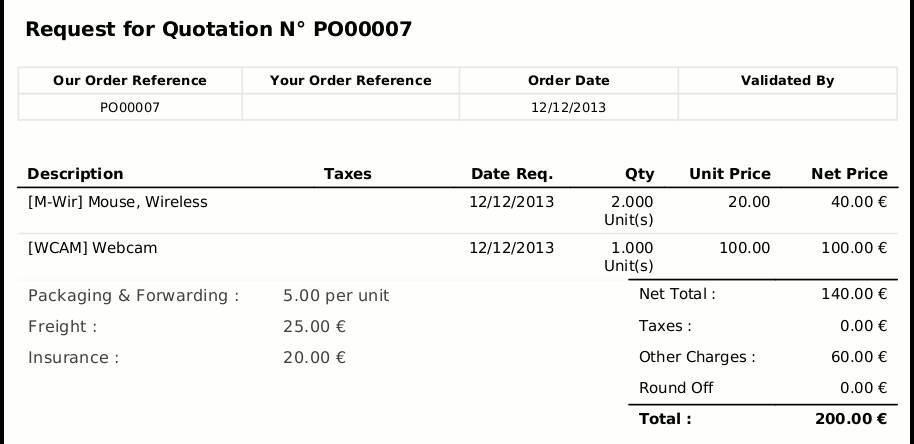 Request for Quotation N° PO00007
Our Order Reference Your Order Reference Order Date Validated By
PO00007 12/12/2013
Description Taxes Date Req. Qty Unit Price Net Price
[M-Wir] Mouse, Wireless 12/12/2013 2.000 20.00 40.00 €
Unit(s)
[WCAM] Webcam 12/12/2013 1.000 100.00 100.00 €
Unit(s)
Packaging & Forwarding : 5.00 per unit Net Total : 140.00 €
Freight : 25.00 € Taxes : 0.00 €
Insurance : 20.00 € Other Charges : 60.00 €
Round Off 0.00 €
Total : 200.00 €